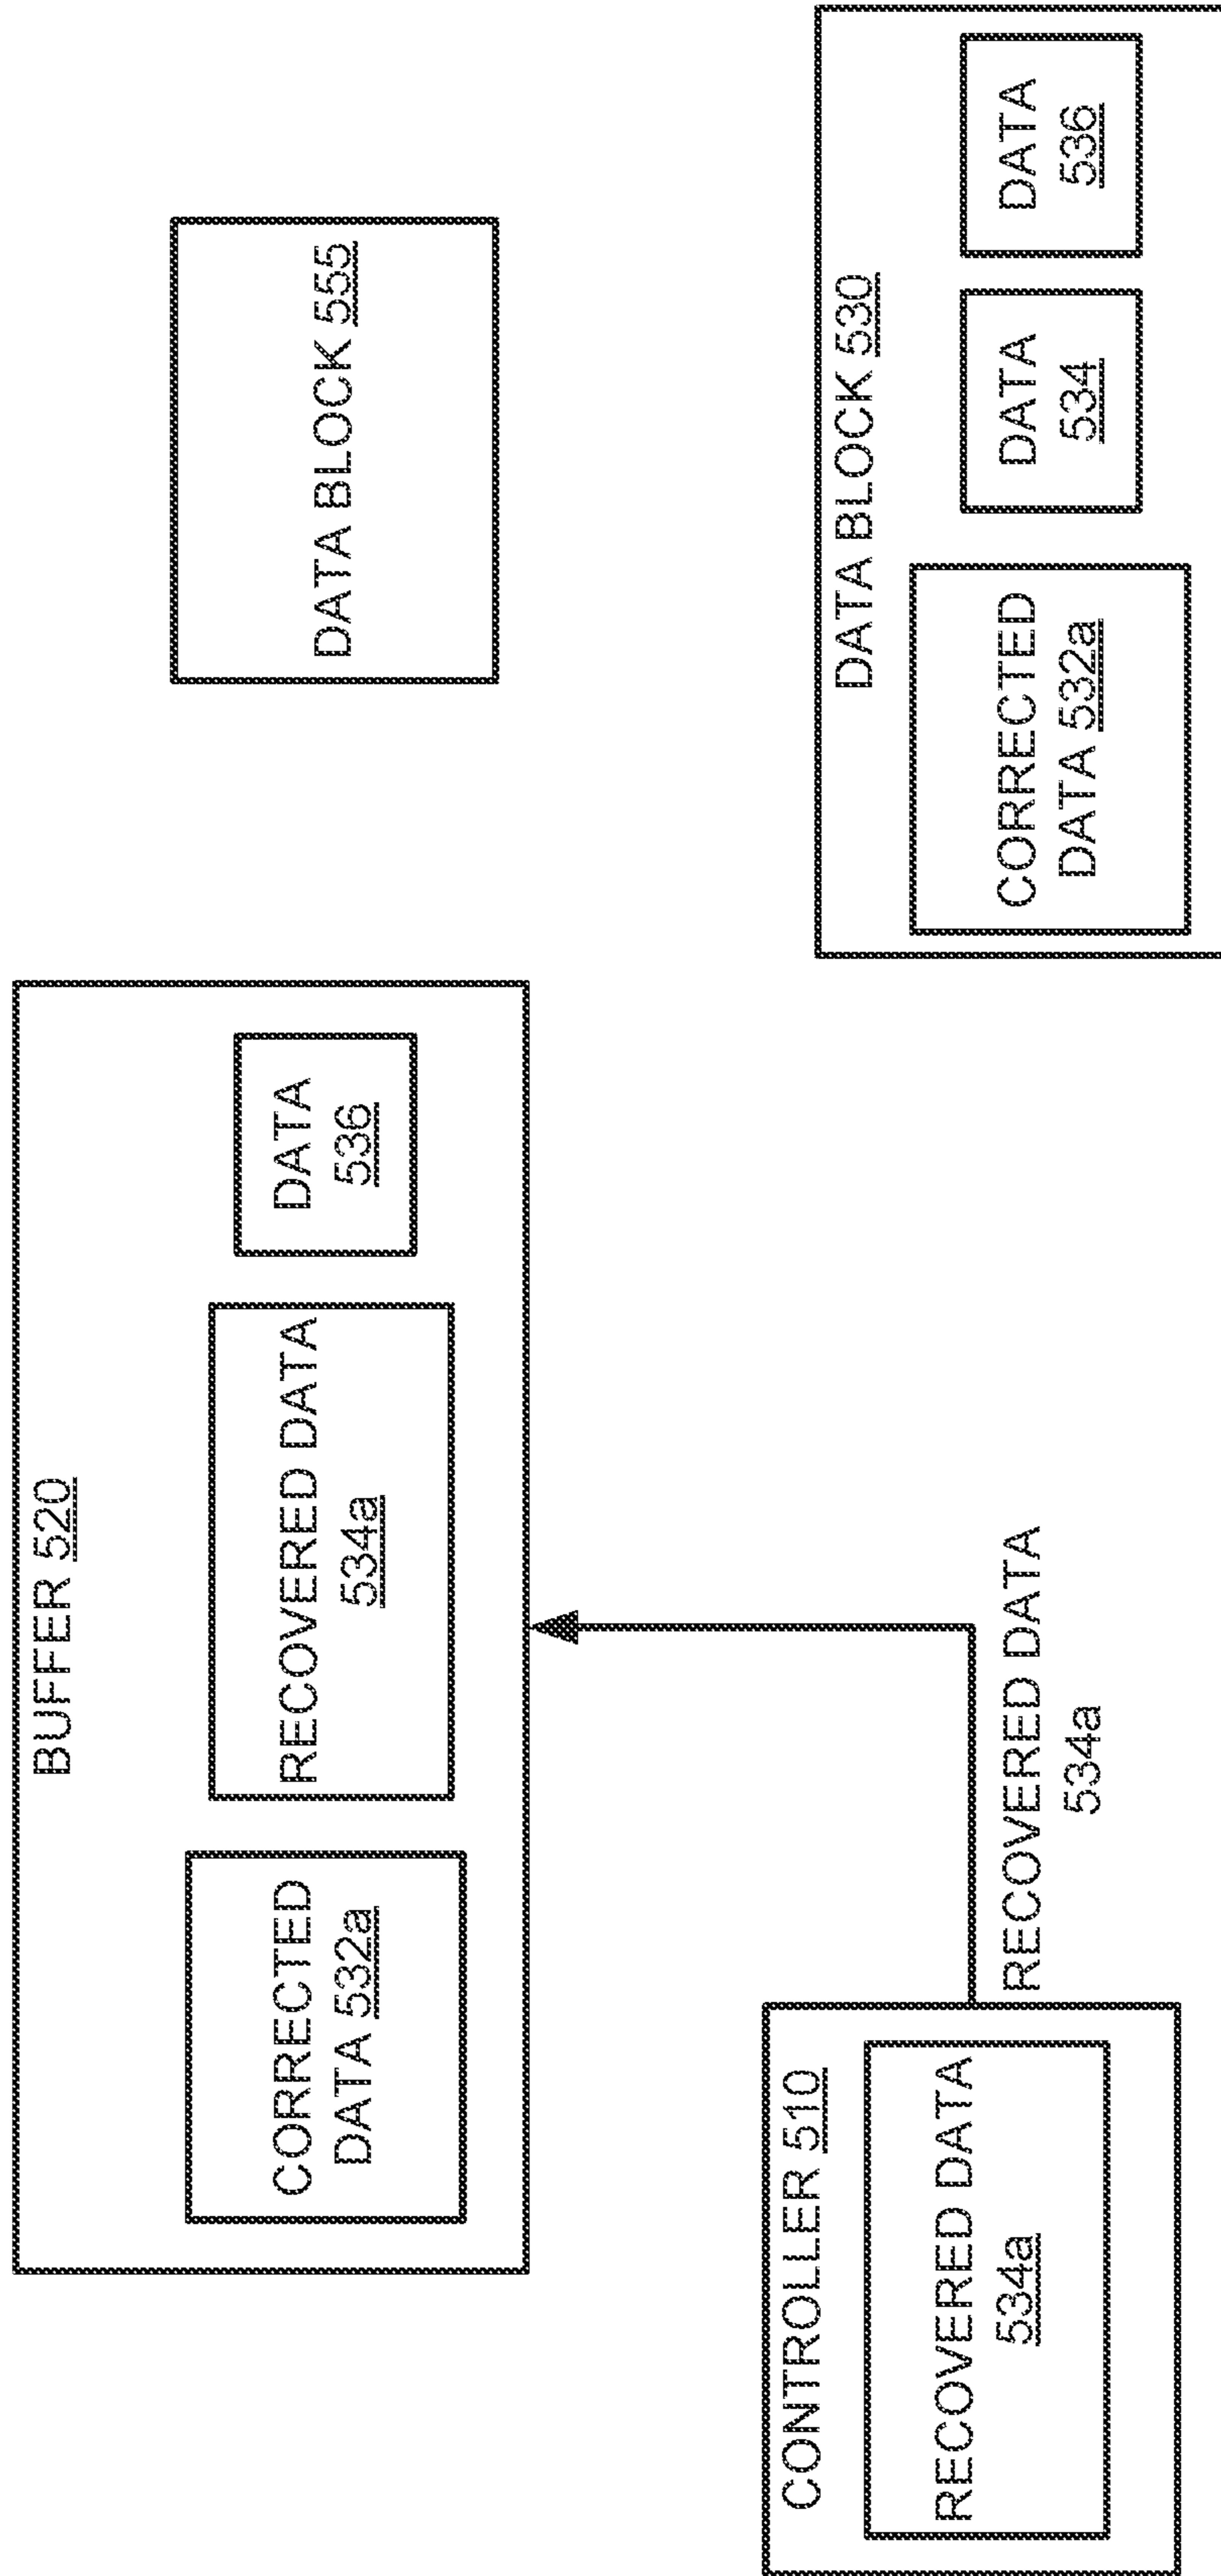 BUFFER 520
CORRECTED
DATA 532a
RECOVERED DATA
534a
DATA
536
DATA BLOCK 555
CONTROLLER 510
RECOVERED DATA
534a
RECOVERED DATA
534a
DATA BLOCK 530
CORRECTED
DATA 532a
DATA
534
DATA
536